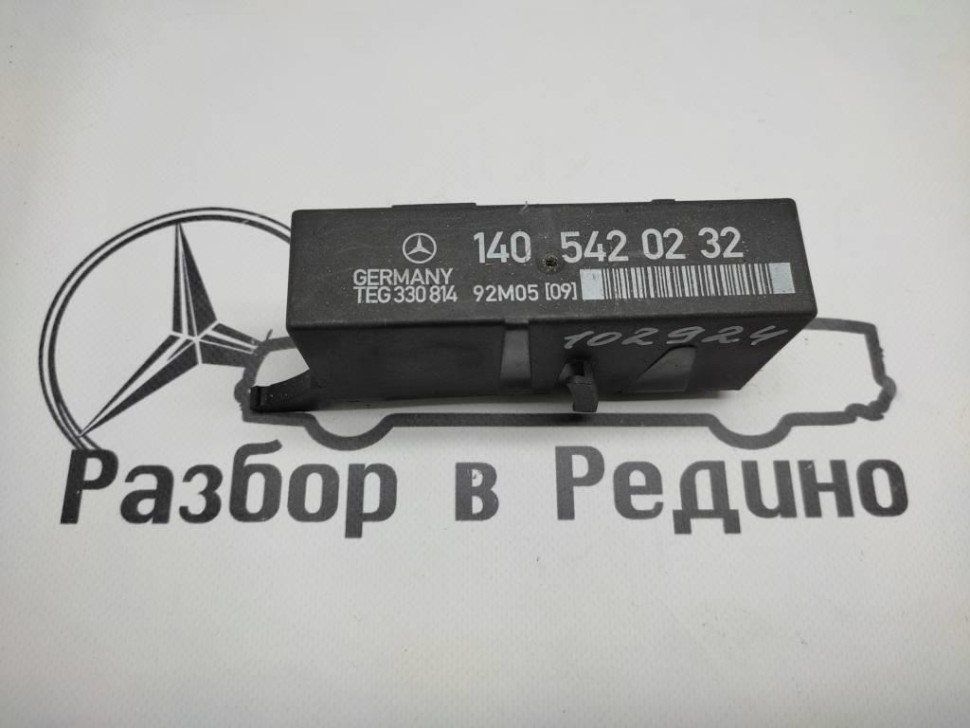 140 542 02 32
GERMANY
TEG 330 814 92M05 [09]
102924
Разбор в Редино